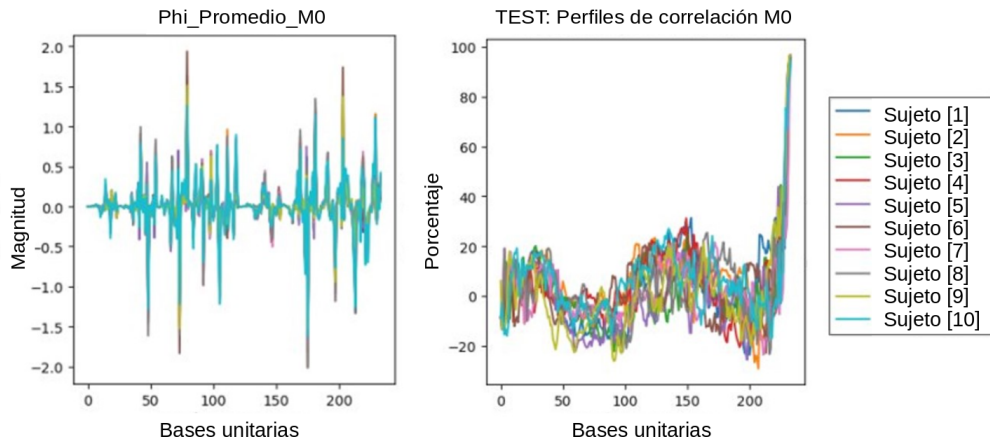 Phi_Promedio_M0
2.0
1.5
1.0
0.5
0.0
−0.5
−1.0
−1.5
−2.0
Magnitud
0 50 100 150 200
Bases unitarias
TEST: Perfiles de correlación M0
100
80
60
40
20
0
−20
Porcentaje
0 50 100 150 200
Bases unitarias
Sujeto [1]
Sujeto [2]
Sujeto [3]
Sujeto [4]
Sujeto [5]
Sujeto [6]
Sujeto [7]
Sujeto [8]
Sujeto [9]
Sujeto [10]